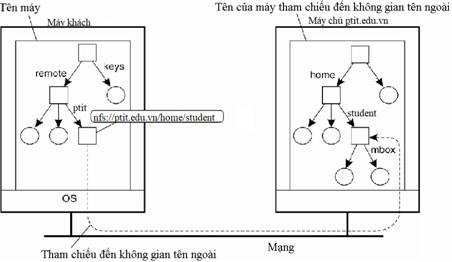 Tên máy
Máy khách
Tên của máy tham chiếu đến không gian tên ngoài
Máy chủ ptit.edu.vn
remote
keys
ptit
nfs://ptit.edu.vn/home/student
home
student
mbox
OS
Tham chiếu đến không gian tên ngoài
Mạng